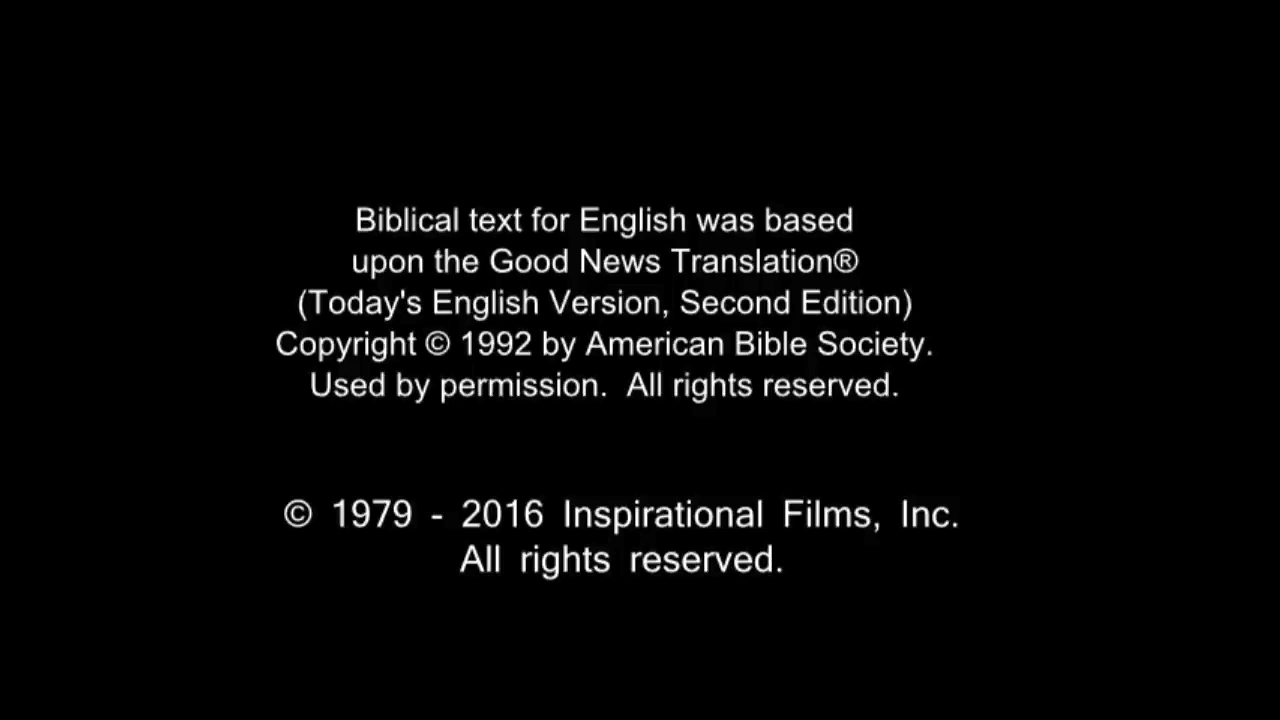 Biblical text for English was based
upon the Good News Translation®
(Today's English Version, Second Edition)
Copyright © 1992 by American Bible Society.
Used by permission.  All rights reserved.
© 1979 - 2016 Inspirational Films, Inc.
All rights reserved.